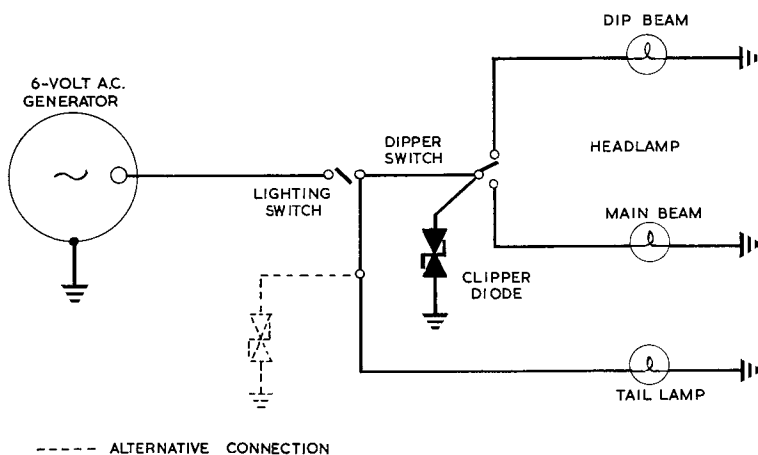 DIP BEAM
6-VOLT A.C.
GENERATOR
DIPPER
SWITCH
HEADLAMP
LIGHTING
SWITCH
MAIN BEAM
CLIPPER
DIODE
TAIL LAMP
ALTERNATIVE CONNECTION